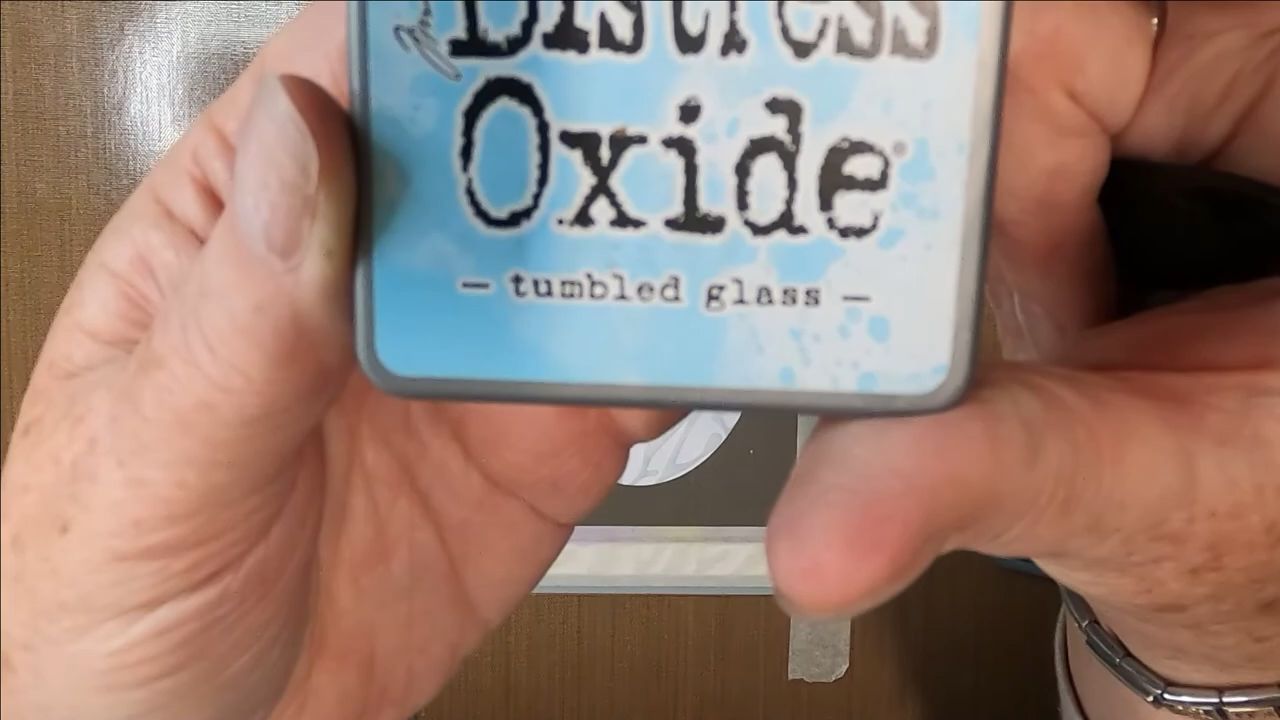 Distress
Oxide®
— tumbled glass —